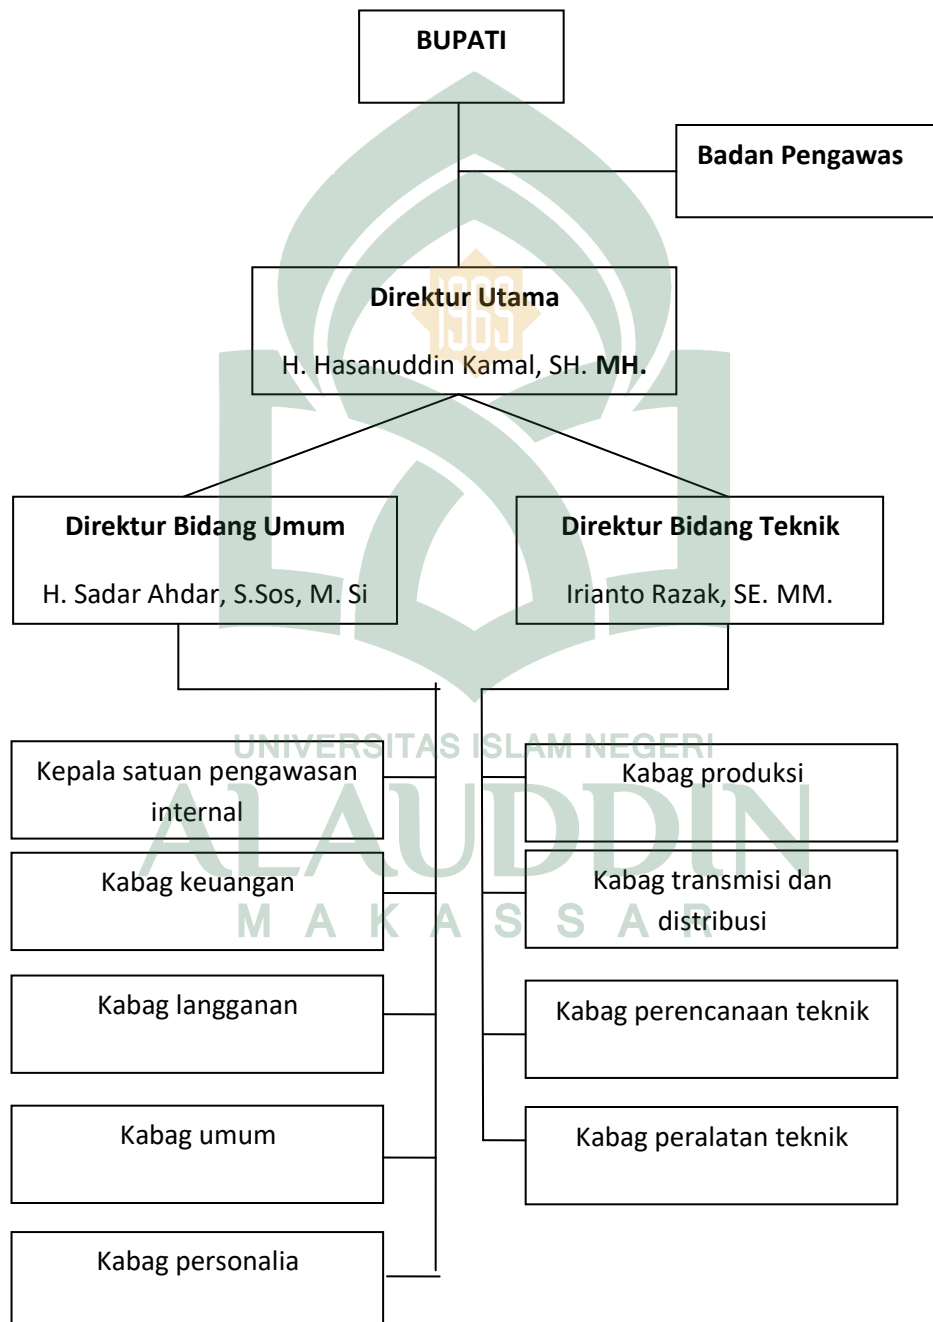 BUPATI
Badan Pengawas
Direktur Utama
H. Hasanuddin Kamal, SH. MH.
1965
Direktur Bidang Umum
H. Sadar Ahdar, S.Sos, M. Si
Direktur Bidang Teknik
Irianto Razak, SE. MM.
UNIVERSITAS ISLAM NEGERI
ALAUDDIN
MAKASSAR
Kepala satuan pengawasan
internal
Kabag keuangan
Kabag langganan
Kabag umum
Kabag personalia
Kabag produksi
Kabag transmisi dan
distribusi
Kabag perencanaan teknik
Kabag peralatan teknik